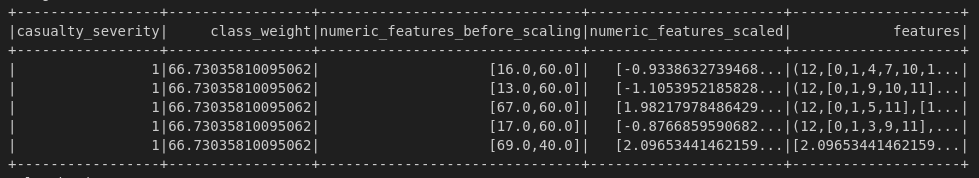 +-----------------+-----------------+-------------------------------+-----------------------+--------------------+
|casualty_severity|     class_weight|numeric_features_before_scaling|numeric_features_scaled|            features|
+-----------------+-----------------+-------------------------------+-----------------------+--------------------+
|                1|66.73035810095062|                    [16.0,60.0]|   [-0.9338632739468...|(12,[0,1,4,7,10,1...|
|                1|66.73035810095062|                    [13.0,60.0]|   [-1.1053952185828...|(12,[0,1,9,10,11]...|
|                1|66.73035810095062|                    [67.0,60.0]|   [1.98217978486429...|(12,[0,1,5,11],[1...|
|                1|66.73035810095062|                    [17.0,60.0]|   [-0.8766859590682...|(12,[0,1,3,9,11],...|
|                1|66.73035810095062|                    [69.0,40.0]|   [2.09653441462159...|[2.09653441462159...|
+-----------------+-----------------+-------------------------------+-----------------------+--------------------+